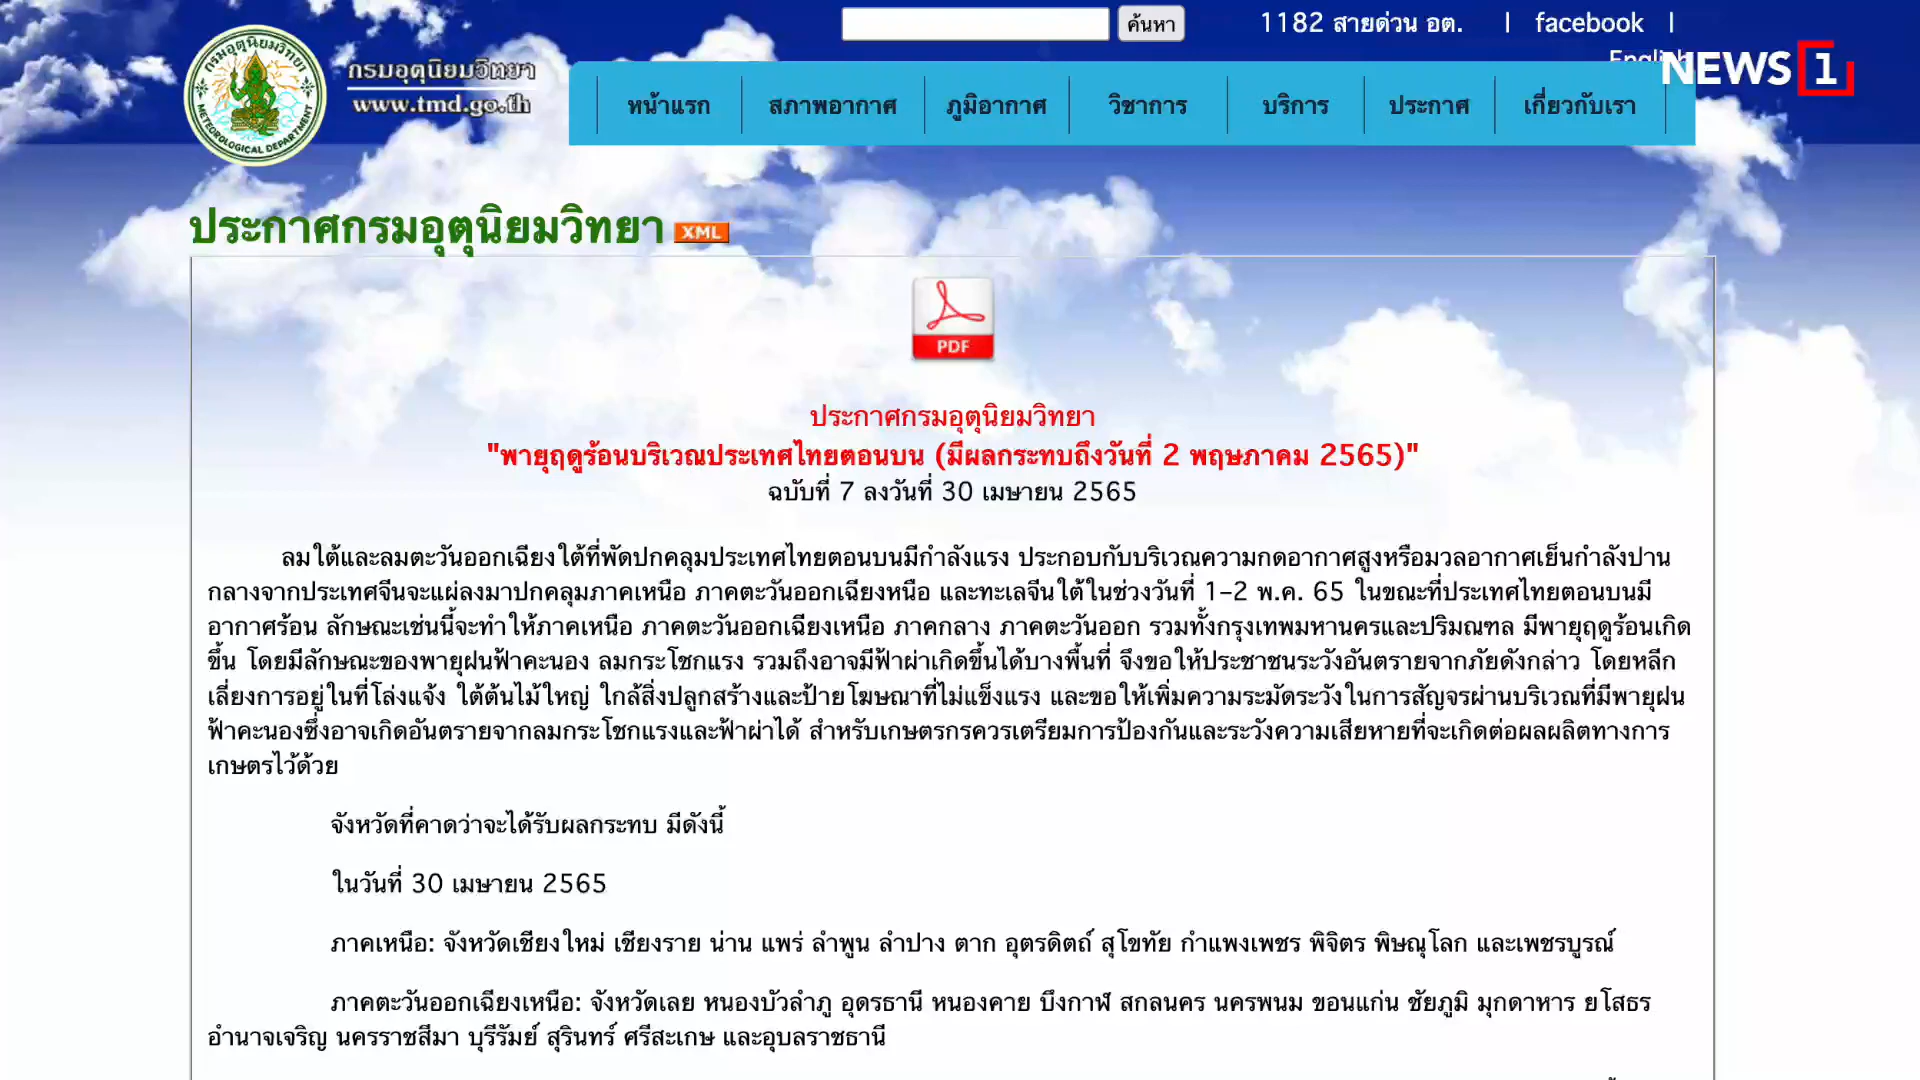 ค้นหา
1182 สายด่วน อต. | facebook |
English
NEWS 1
กรมอุตุนิยมวิทยา
www.tmd.go.th
กรมอุตุนิยมวิทยา
METEOROLOGICAL DEPARTMENT
หน้าแรก สภาพอากาศ ภูมิอากาศ วิชาการ บริการ ประกาศ เกี่ยวกับเรา
ประกาศกรมอุตุนิยมวิทยา XML
PDF
ประกาศกรมอุตุนิยมวิทยา
"พายุฤดูร้อนบริเวณประเทศไทยตอนบน (มีผลกระทบถึงวันที่ 2 พฤษภาคม 2565)"
ฉบับที่ 7 ลงวันที่ 30 เมษายน 2565
ลมใต้และลมตะวันออกเฉียงใต้ที่พัดปกคลุมประเทศไทยตอนบนมีกำลังแรง ประกอบกับบริเวณความกดอากาศสูงหรือมวลอากาศเย็นกำลังปาน
กลางจากประเทศจีนจะแผ่ลงมาปกคลุมภาคเหนือ ภาคตะวันออกเฉียงหนือ และทะเลจีนใต้ในช่วงวันที่ 1-2 พ.ค. 65 ในขณะที่ประเทศไทยตอนบนมี
อากาศร้อน ลักษณะเช่นนี้จะทำให้ภาคเหนือ ภาคตะวันออกเฉียงเหนือ ภาคกลาง ภาคตะวันออก รวมทั้งกรุงเทพมหานครและปริมณฑล มีพายุฤดูร้อนเกิด
ขึ้น โดยมีลักษณะของพายุฝนฟ้าคะนอง ลมกระโชกแรง รวมถึงอาจมีฟ้าผ่าเกิดขึ้นได้บางพื้นที่ จึงขอให้ประชาชนระวังอันตรายจากภัยดังกล่าว โดยหลีก
เลี่ยงการอยู่ในที่โล่งแจ้ง ใต้ต้นไม้ใหญ่ ใกล้สิ่งปลูกสร้างและป้ายโฆษณาที่ไม่แข็งแรง และขอให้เพิ่มความระมัดระวังในการสัญจรผ่านบริเวณที่มีพายุฝน
ฟ้าคะนองซึ่งอาจเกิดอันตรายจากลมกระโชกแรงและฟ้าผ่าได้ สำหรับเกษตรกรควรเตรียมการป้องกันและระวังความเสียหายที่จะเกิดต่อผลผลิตทางการ
เกษตรไว้ด้วย
จังหวัดที่คาดว่าจะได้รับผลกระทบ มีดังนี้
ในวันที่ 30 เมษายน 2565
ภาคเหนือ: จังหวัดเชียงใหม่ เชียงราย น่าน แพร่ ลำพูน ลำปาง ตาก อุตรดิตถ์ สุโขทัย กำแพงเพชร พิจิตร พิษณุโลก และเพชรบูรณ์
ภาคตะวันออกเฉียงเหนือ: จังหวัดเลย หนองบัวลำภู อุดรธานี หนองคาย บึงกาฬ สกลนคร นครพนม ขอนแก่น ชัยภูมิ มุกดาหาร ยโสธร
อำนาจเจริญ นครราชสีมา บุรีรัมย์ สุรินทร์ ศรีสะเกษ และอุบลราชธานี